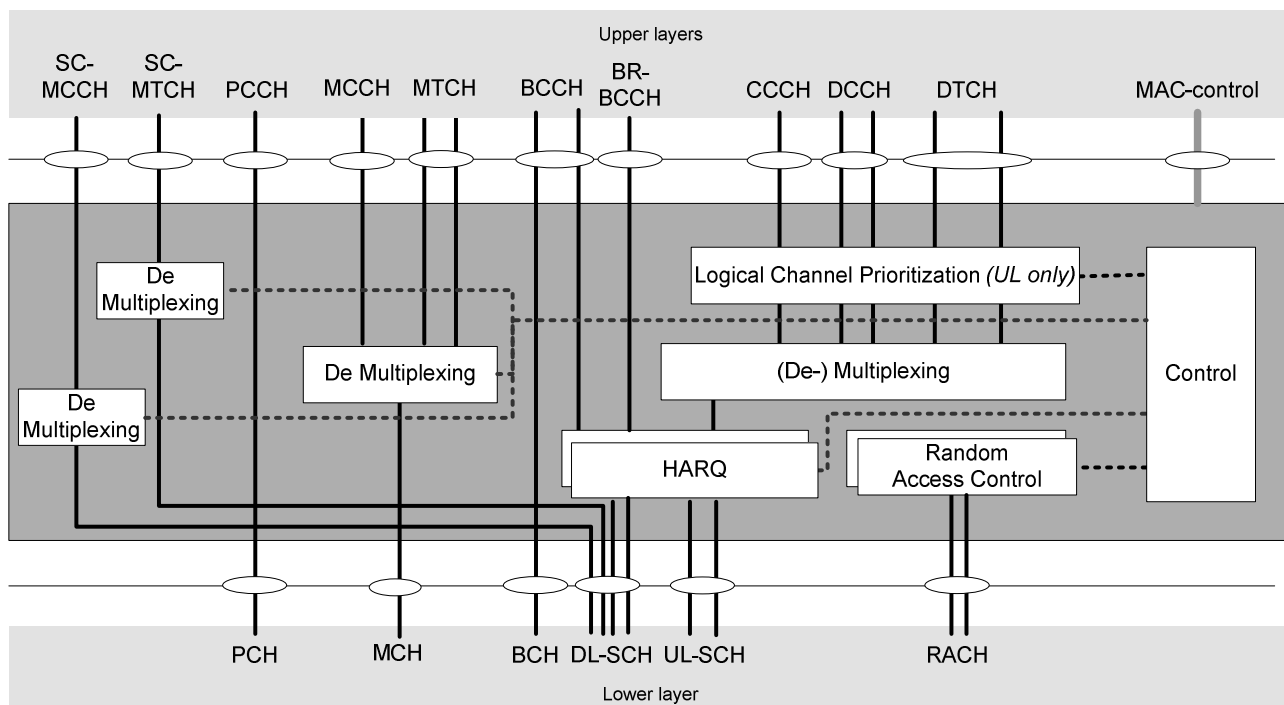 Upper layers
SC-
MCCH
SC-
MTCH
PCCH
MCCH
MTCH
BCCH
BR-
BCCH
CCCH
DCCH
DTCH
MAC-control
De
Multiplexing
Logical Channel Prioritization (UL only)
De Multiplexing
(De-) Multiplexing
Control
De
Multiplexing
HARQ
Random
Access Control
PCH
MCH
BCH
DL-SCH
UL-SCH
RACH
Lower layer